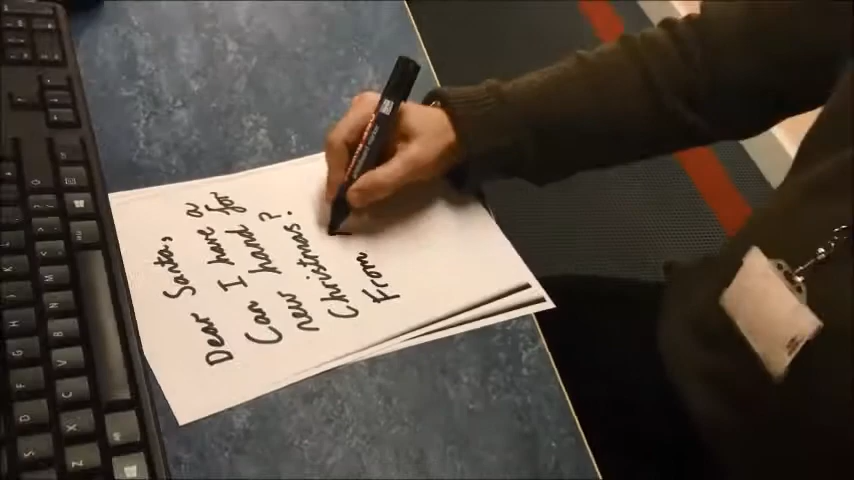 Dear Santa,
Can I have a
new hand for
Christmas?
From